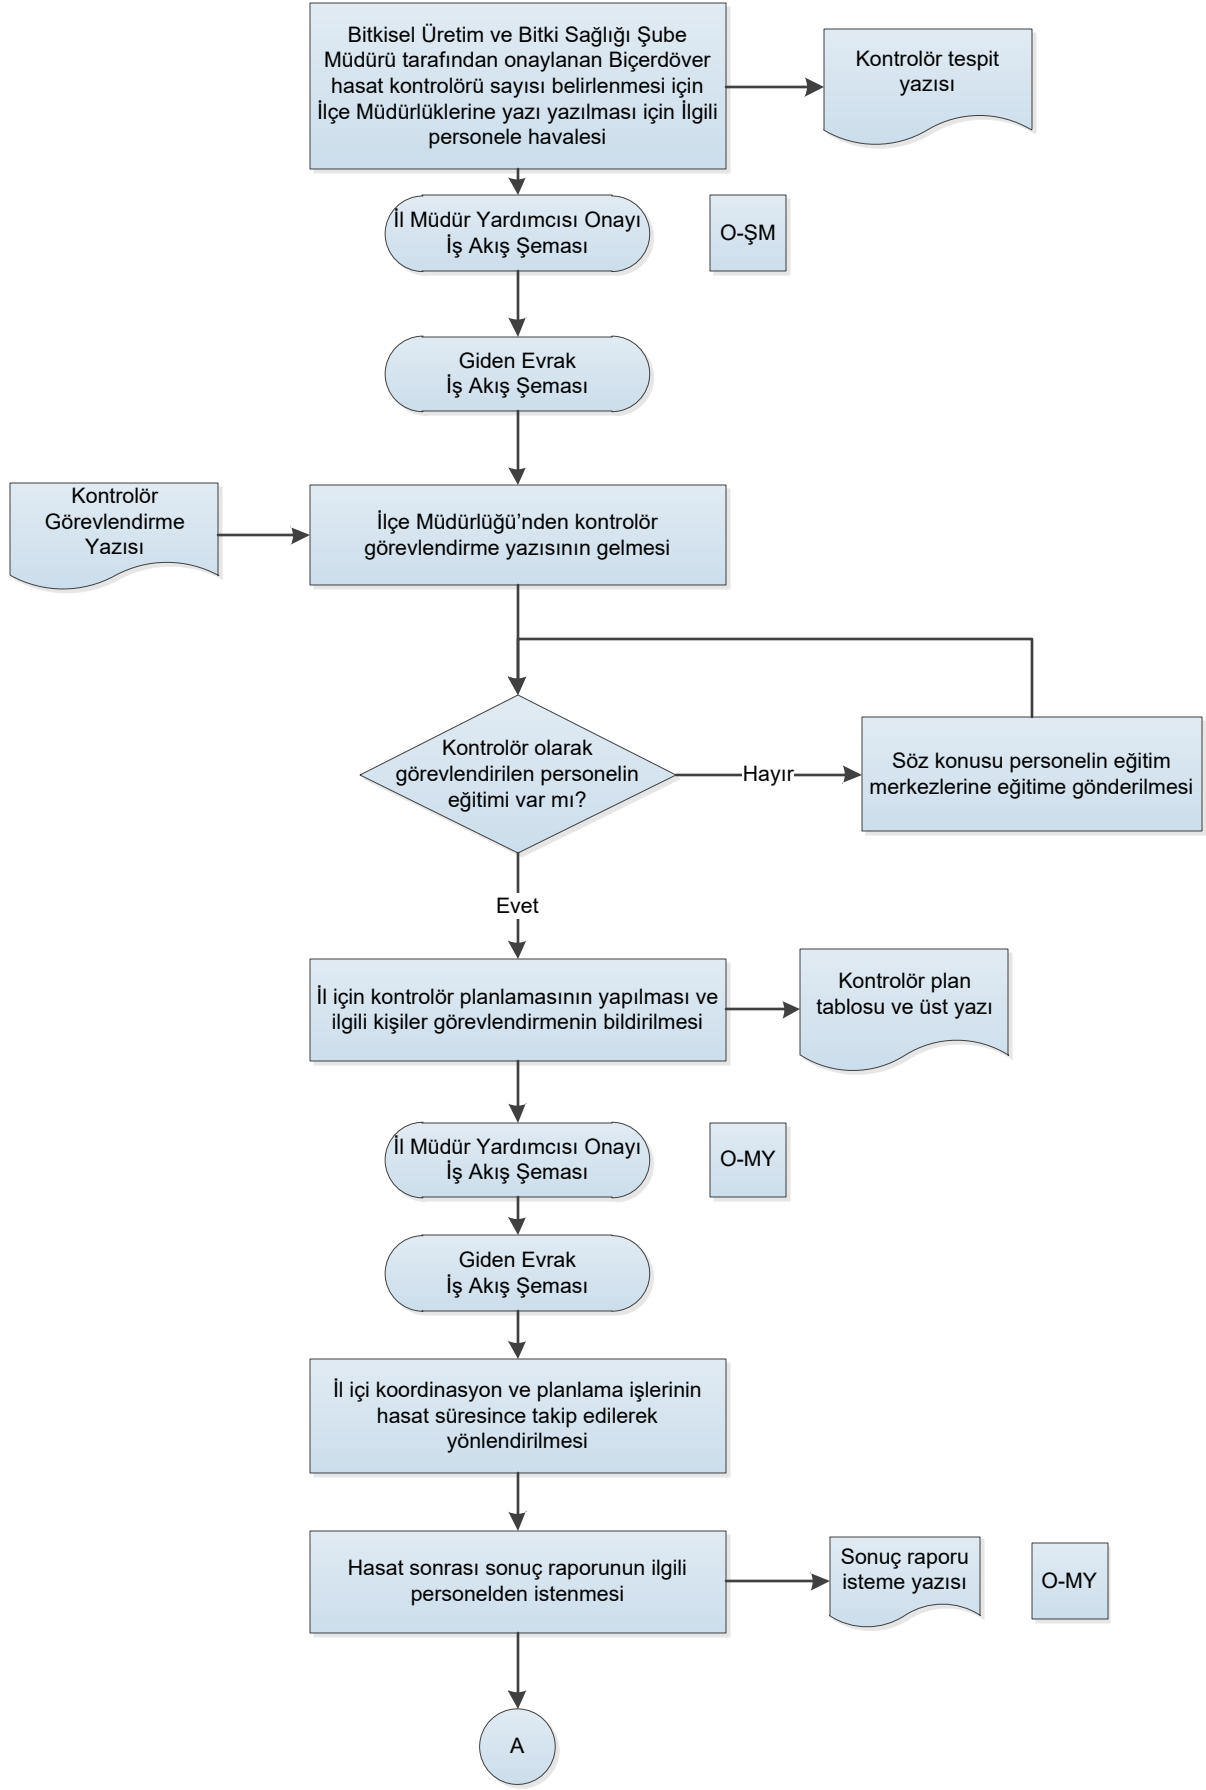 Bitkisel Üretim ve Bitki Sağlığı Şube
Müdürü tarafından onaylanan Biçerdöver
hasat kontrolörü sayısı belirlenmesi için
İlçe Müdürlüklerine yazı yazılması için İlgili
personele havalesi
Kontrolör tespit
yazısı
İl Müdür Yardımcısı Onayı
İş Akış Şeması
O-ŞM
Giden Evrak
İş Akış Şeması
Kontrolör
Görevlendirme
Yazısı
İlçe Müdürlüğü’nden kontrolör
görevlendirme yazısının gelmesi
Kontrolör olarak
görevlendirilen personelin
eğitimi var mı?
Hayır
Söz konusu personelin eğitim
merkezlerine eğitime gönderilmesi
Evet
İl için kontrolör planlamasının yapılması ve
ilgili kişiler görevlendirmenin bildirilmesi
Kontrolör plan
tablosu ve üst yazı
İl Müdür Yardımcısı Onayı
İş Akış Şeması
O-MY
Giden Evrak
İş Akış Şeması
İl içi koordinasyon ve planlama işlerinin
hasat süresince takip edilerek
yönlendirilmesi
Hasat sonrası sonuç raporunun ilgili
personelden istenmesi
Sonuç raporu
isteme yazısı
O-MY
A